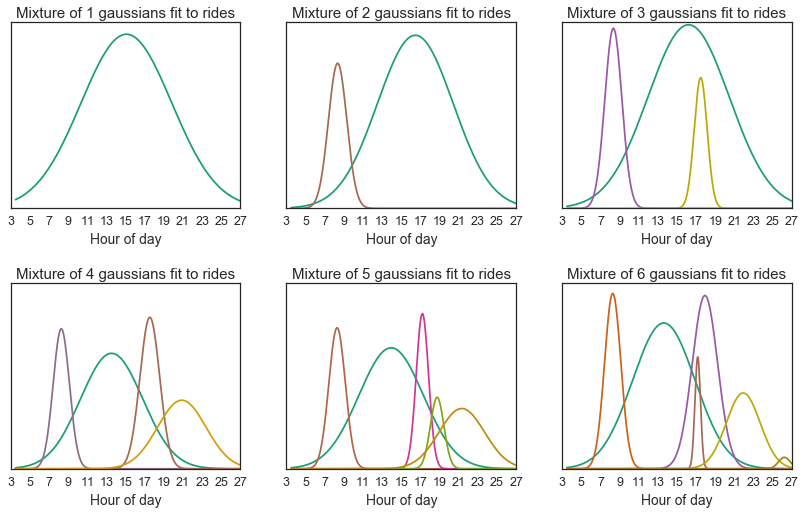 Mixture of 1 gaussians fit to rides
3 5 7 9 11 13 15 17 19 21 23 25 27
Hour of day
Mixture of 2 gaussians fit to rides
3 5 7 9 11 13 15 17 19 21 23 25 27
Hour of day
Mixture of 3 gaussians fit to rides
3 5 7 9 11 13 15 17 19 21 23 25 27
Hour of day
Mixture of 4 gaussians fit to rides
3 5 7 9 11 13 15 17 19 21 23 25 27
Hour of day
Mixture of 5 gaussians fit to rides
3 5 7 9 11 13 15 17 19 21 23 25 27
Hour of day
Mixture of 6 gaussians fit to rides
3 5 7 9 11 13 15 17 19 21 23 25 27
Hour of day